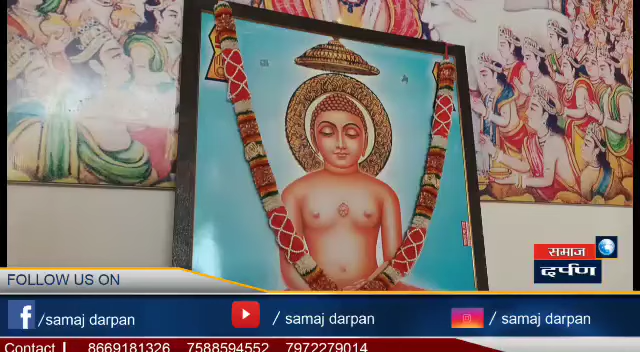 समाज
दर्पण
FOLLOW US ON
/samaj darpan / samaj darpan / samaj darpan
Contact | 8669181326 7588594552 7972279014